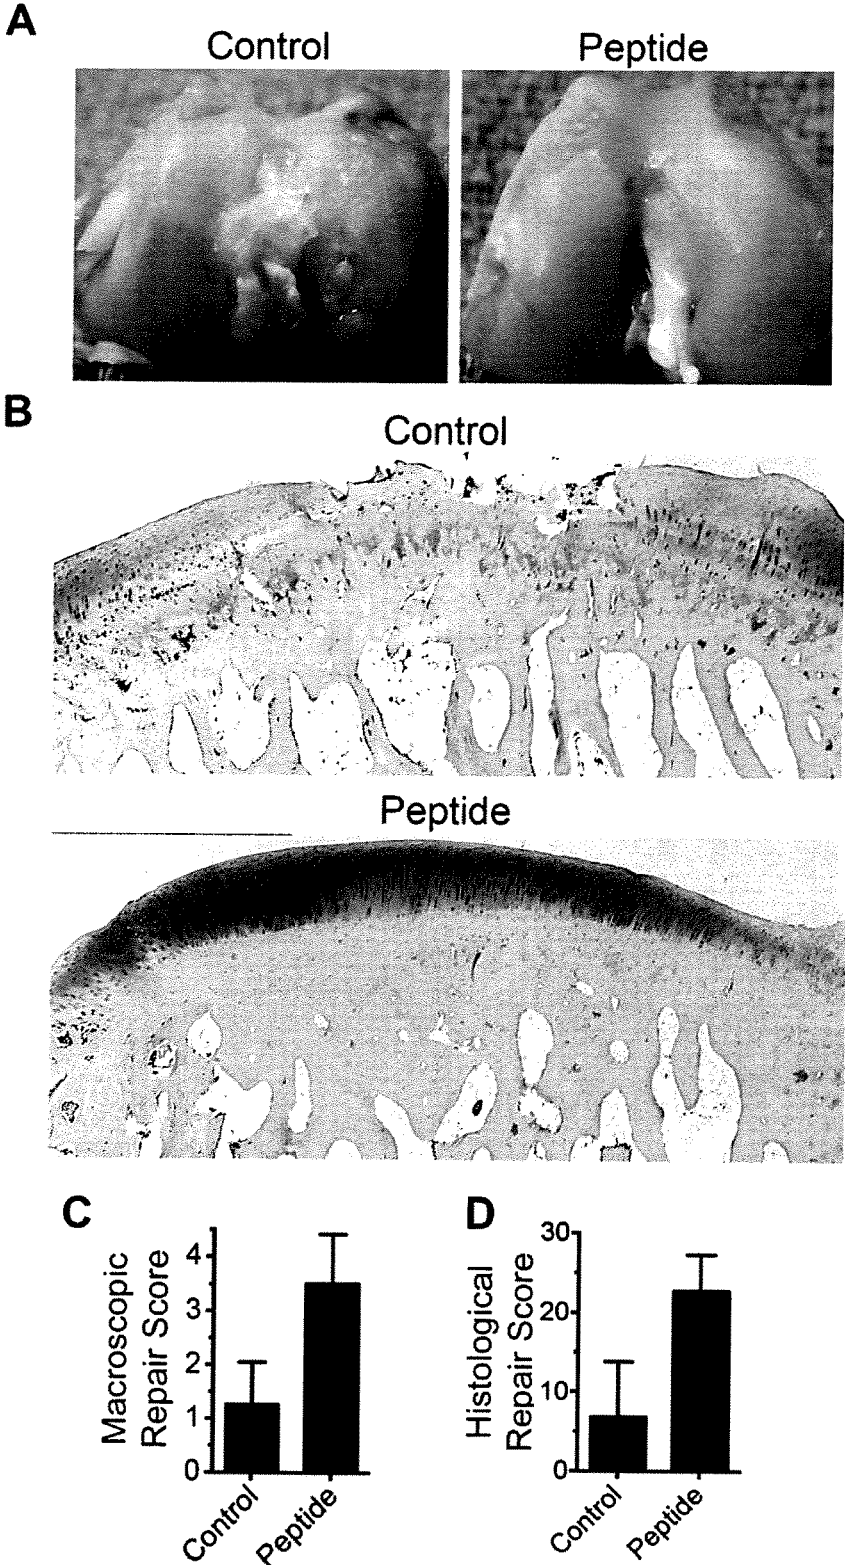 A
Control
Peptide
B
Control
Peptide
C
Macroscopic
Repair Score
4
3
2
1
0
Control
Peptide
D
Histological
Repair Score
30
20
10
0
Control
Peptide